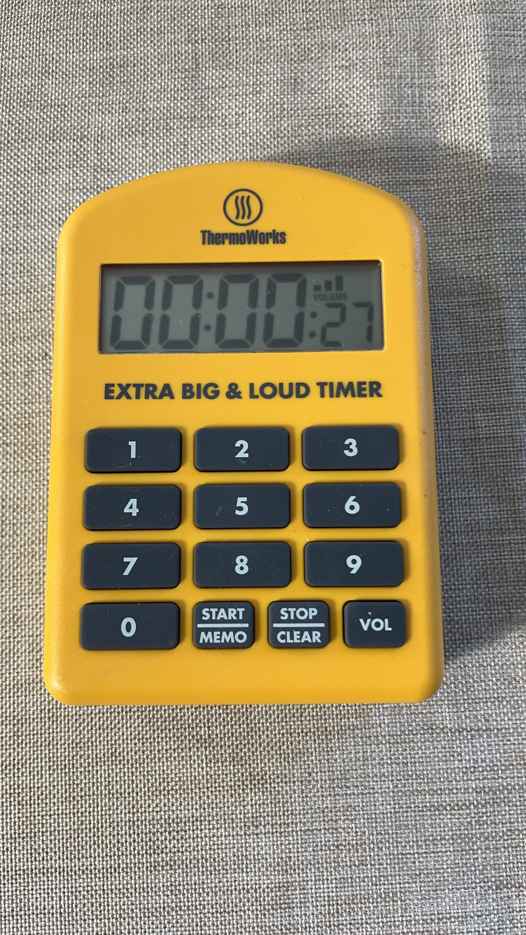 ThermoWorks
VOLUME
00:00:27
EXTRA BIG & LOUD TIMER
1 2 3
4 5 6
7 8 9
0 START MEMO STOP CLEAR VOL